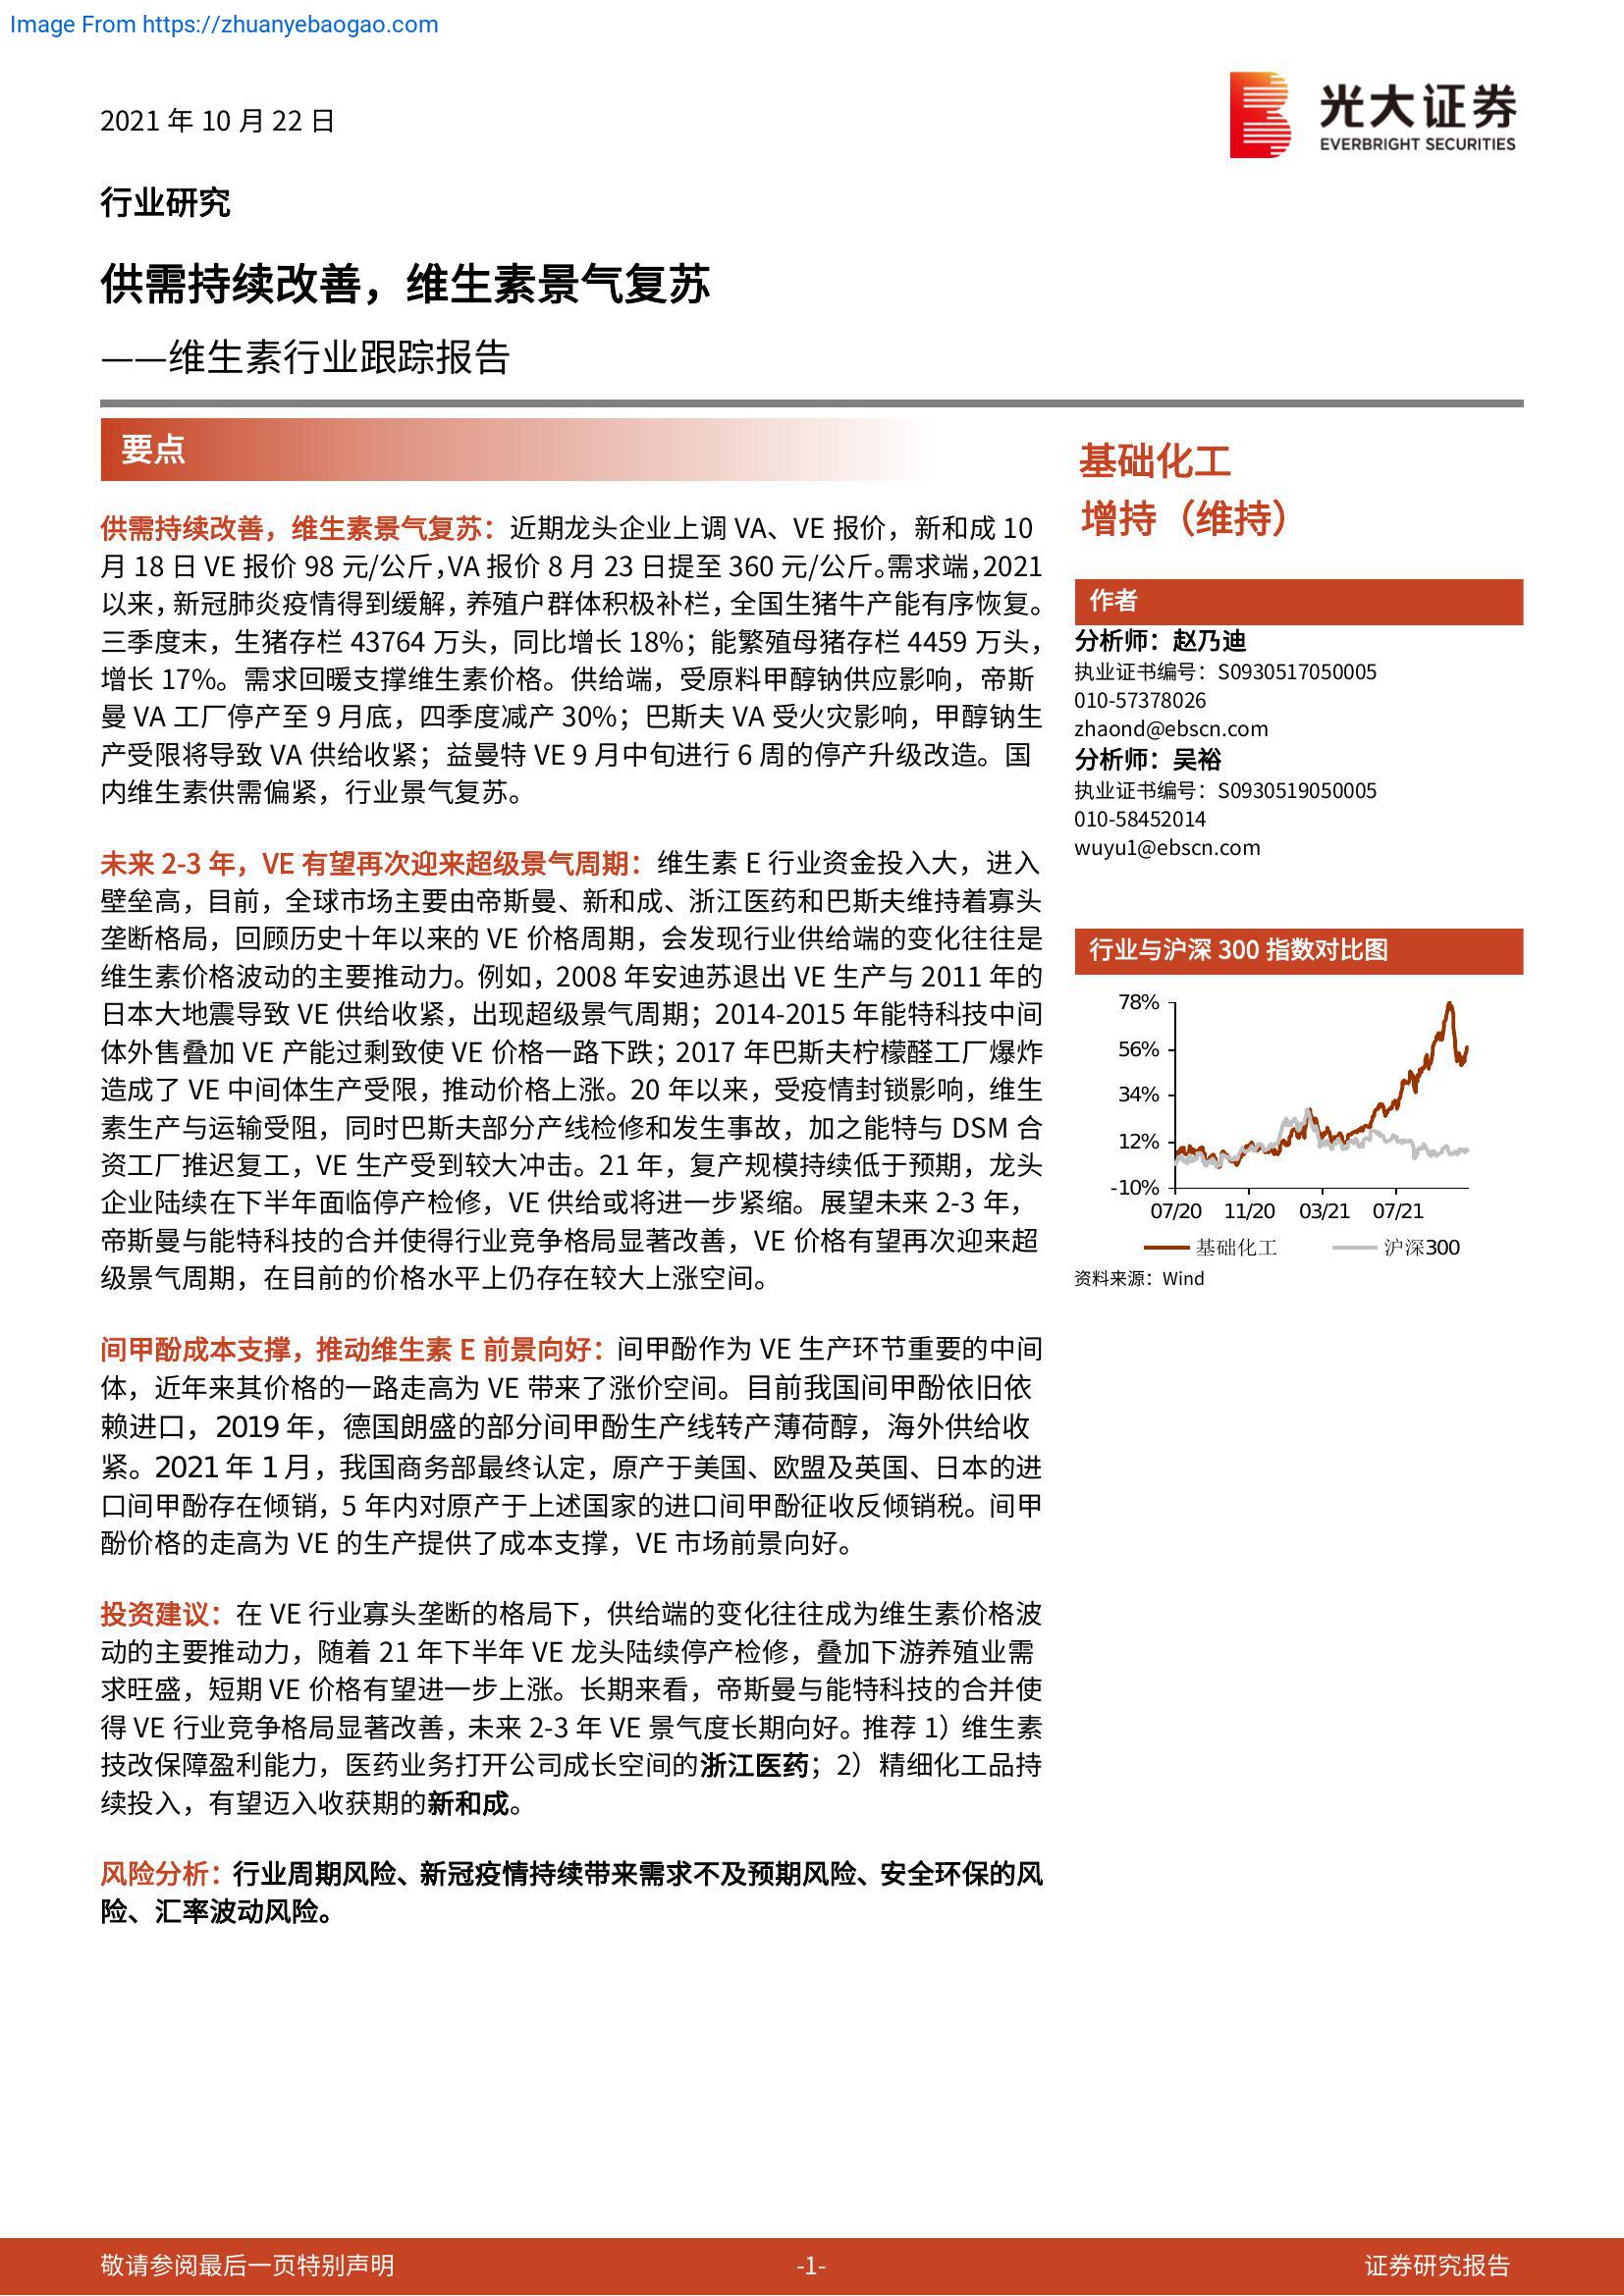 Image From https://zhuanyebaogao.com
2021 年 10 月 22 日
光大证券
EVERBRIGHT SECURITIES
行业研究
供需持续改善，维生素景气复苏
——维生素行业跟踪报告
要点
供需持续改善，维生素景气复苏：近期龙头企业上调 VA、VE 报价，新和成 10
月 18 日 VE 报价 98 元/公斤，VA 报价 8 月 23 日提至 360 元/公斤。需求端，2021
以来，新冠肺炎疫情得到缓解，养殖户群体积极补栏，全国生猪牛产能有序恢复。
三季度末，生猪存栏 43764 万头，同比增长 18%；能繁殖母猪存栏 4459 万头，
增长 17%。需求回暖支撑维生素价格。供给端，受原料甲醇钠供应影响，帝斯
曼 VA 工厂停产至 9 月底，四季度减产 30%；巴斯夫 VA 受火灾影响，甲醇钠生
产受限将导致 VA 供给收紧；益曼特 VE 9 月中旬进行 6 周的停产升级改造。国
内维生素供需偏紧，行业景气复苏。
未来 2-3 年，VE 有望再次迎来超级景气周期：维生素 E 行业资金投入大，进入
壁垒高，目前，全球市场主要由帝斯曼、新和成、浙江医药和巴斯夫维持着寡头
垄断格局，回顾历史十年以来的 VE 价格周期，会发现行业供给端的变化往往是
维生素价格波动的主要推动力。例如，2008 年安迪苏退出 VE 生产与 2011 年的
日本大地震导致 VE 供给收紧，出现超级景气周期；2014-2015 年能特科技中间
体外售叠加 VE 产能过剩致使 VE 价格一路下跌；2017 年巴斯夫柠檬醛工厂爆炸
造成了 VE 中间体生产受限，推动价格上涨。20 年以来，受疫情封锁影响，维生
素生产与运输受阻，同时巴斯夫部分产线检修和发生事故，加之能特与 DSM 合
资工厂推迟复工，VE 生产受到较大冲击。21 年，复产规模持续低于预期，龙头
企业陆续在下半年面临停产检修，VE 供给或将进一步紧缩。展望未来 2-3 年，
帝斯曼与能特科技的合并使得行业竞争格局显著改善，VE 价格有望再次迎来超
级景气周期，在目前的价格水平上仍存在较大上涨空间。
间甲酚成本支撑，推动维生素 E 前景向好：间甲酚作为 VE 生产环节重要的中间
体，近年来其价格的一路走高为 VE 带来了涨价空间。目前我国间甲酚依旧依
赖进口，2019 年，德国朗盛的部分间甲酚生产线转产薄荷醇，海外供给收
紧。2021 年 1 月，我国商务部最终认定，原产于美国、欧盟及英国、日本的进
口间甲酚存在倾销，5 年内对原产于上述国家的进口间甲酚征收反倾销税。间甲
酚价格的走高为 VE 的生产提供了成本支撑，VE 市场前景向好。
投资建议：在 VE 行业寡头垄断的格局下，供给端的变化往往成为维生素价格波
动的主要推动力，随着 21 年下半年 VE 龙头陆续停产检修，叠加下游养殖业需
求旺盛，短期 VE 价格有望进一步上涨。长期来看，帝斯曼与能特科技的合并使
得 VE 行业竞争格局显著改善，未来 2-3 年 VE 景气度长期向好。推荐 1）维生素
技改保障盈利能力，医药业务打开公司成长空间的浙江医药；2）精细化工品持
续投入，有望迈入收获期的新和成。
风险分析：行业周期风险、新冠疫情持续带来需求不及预期风险、安全环保的风
险、汇率波动风险。
基础化工
增持（维持）
作者
分析师：赵乃迪
执业证书编号：S0930517050005
010-57378026
zhaond@ebscn.com
分析师：吴裕
执业证书编号：S0930519050005
010-58452014
wuyu1@ebscn.com
行业与沪深 300 指数对比图
78%
56%
34%
12%
-10%
07/20 11/20 03/21 07/21
基础化工 沪深300
资料来源：Wind
敬请参阅最后一页特别声明 -1- 证券研究报告